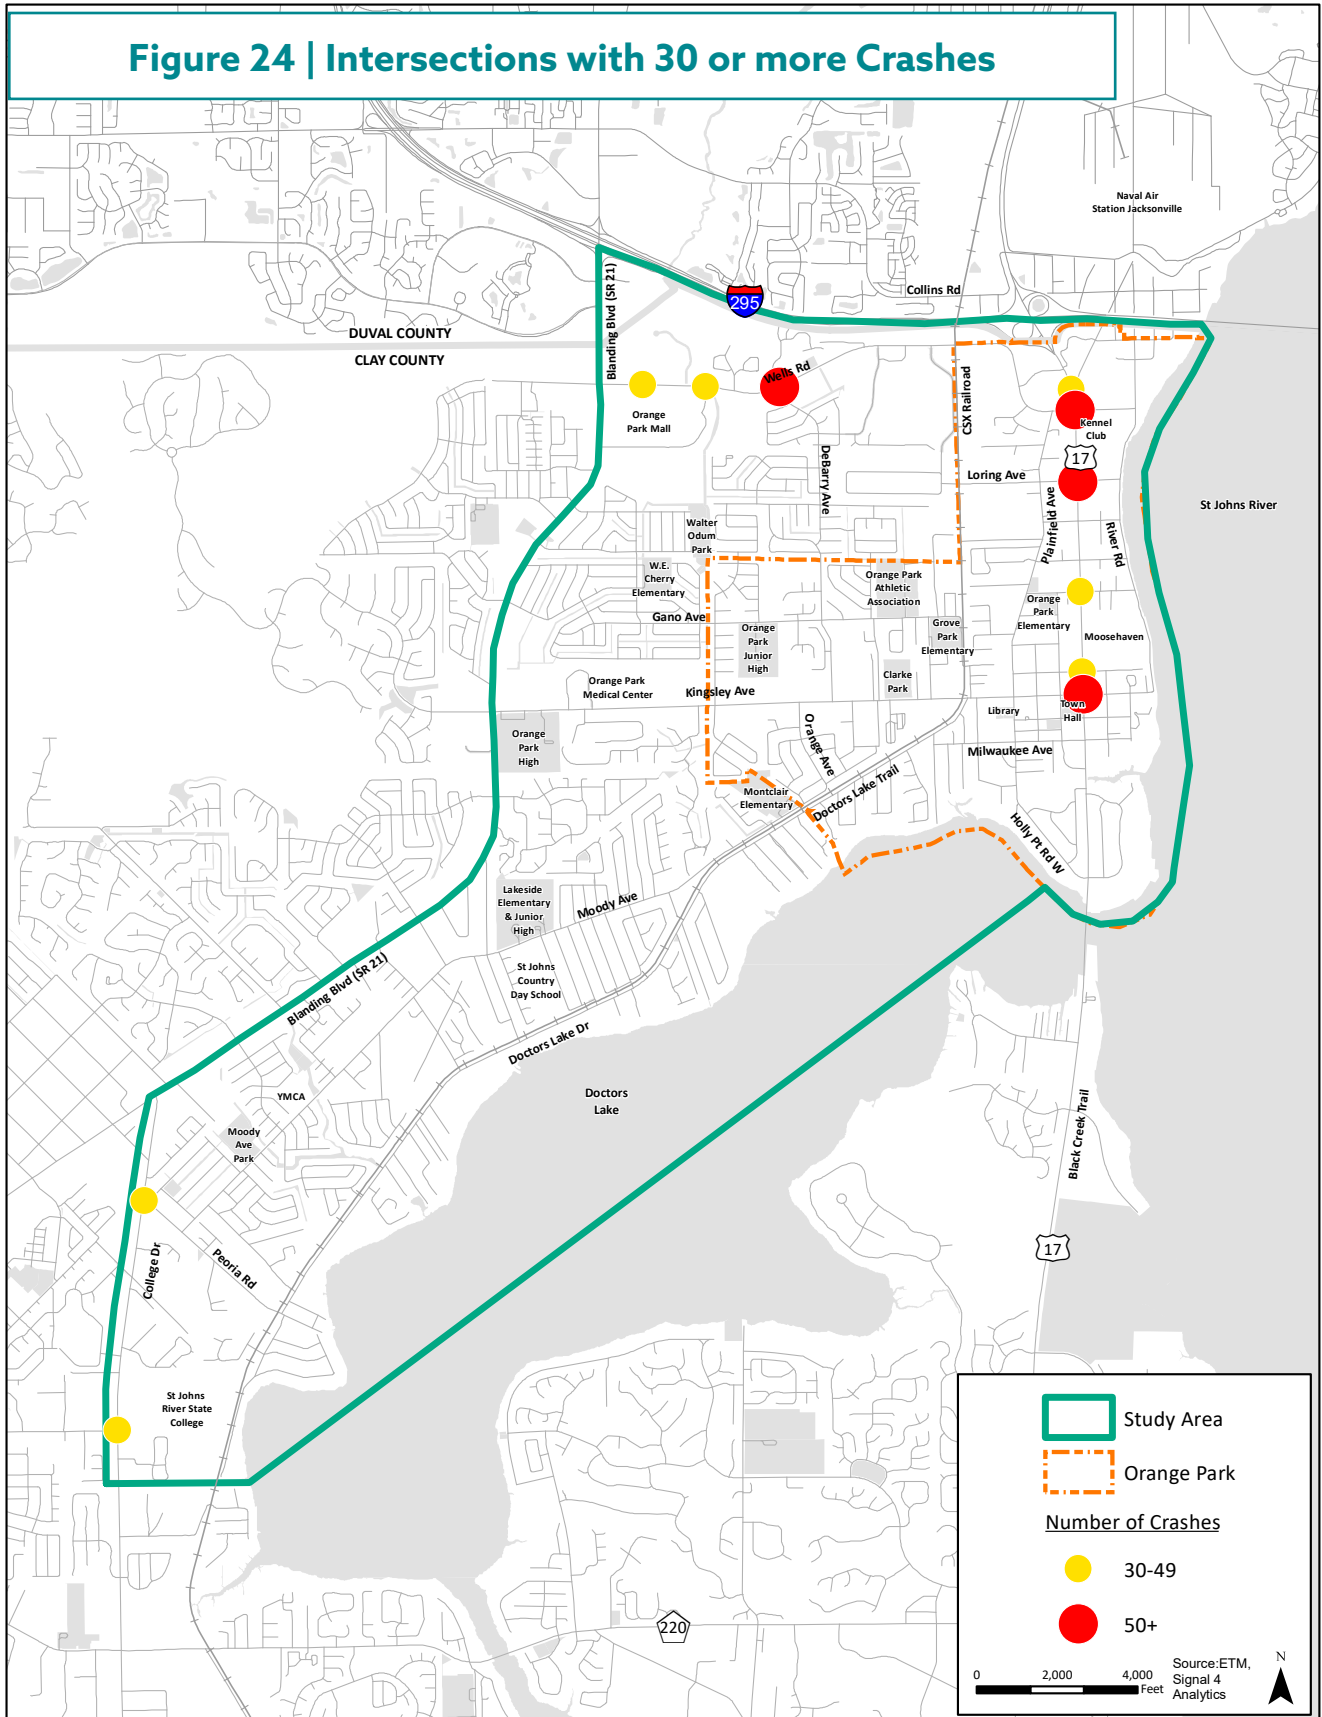 Figure 24 | Intersections with 30 or more Crashes
Naval Air
Station Jacksonville
Collins Rd
295
Blanding Blvd (SR 21)
DUVAL COUNTY
CLAY COUNTY
Wells Rd
Orange
Park Mall
CSX Railroad
Kennel
Club
17
DeBarry Ave
Loring Ave
Plainfield Ave
River Rd
St Johns River
Walter
Odum
Park
W.E.
Cherry
Elementary
Orange Park
Athletic
Association
Orange
Park
Elementary
Gano Ave
Orange
Park
Junior
High
Grove
Park
Elementary
Moosehaven
Orange Park
Medical Center
Kingsley Ave
Clarke
Park
Library
Town
Hall
Orange
Park
High
Orange Ave
Milwaukee Ave
Montclair
Elementary
Doctors Lake Trail
Holly Pt Rd W
Lakeside
Elementary
& Junior
High
Moody Ave
St Johns
Country
Day School
Blanding Blvd (SR 21)
Doctors Lake Dr
Doctors
Lake
YMCA
Moody
Ave
Park
Black Creek Trail
College Dr
Peoria Rd
17
St Johns
River State
College
220
Study Area
Orange Park
Number of Crashes
30-49
50+
0 2,000 4,000
Feet
Source:ETM,
Signal 4
Analytics
N